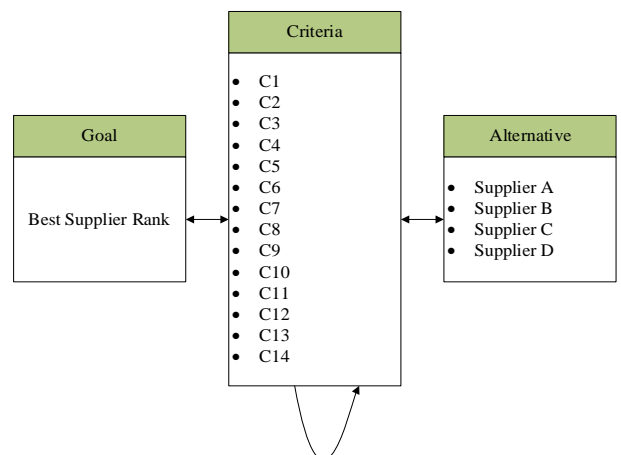 Criteria
• C1
• C2
• C3
• C4
• C5
• C6
• C7
• C8
• C9
• C10
• C11
• C12
• C13
• C14
Goal
Best Supplier Rank
Alternative
• Supplier A
• Supplier B
• Supplier C
• Supplier D